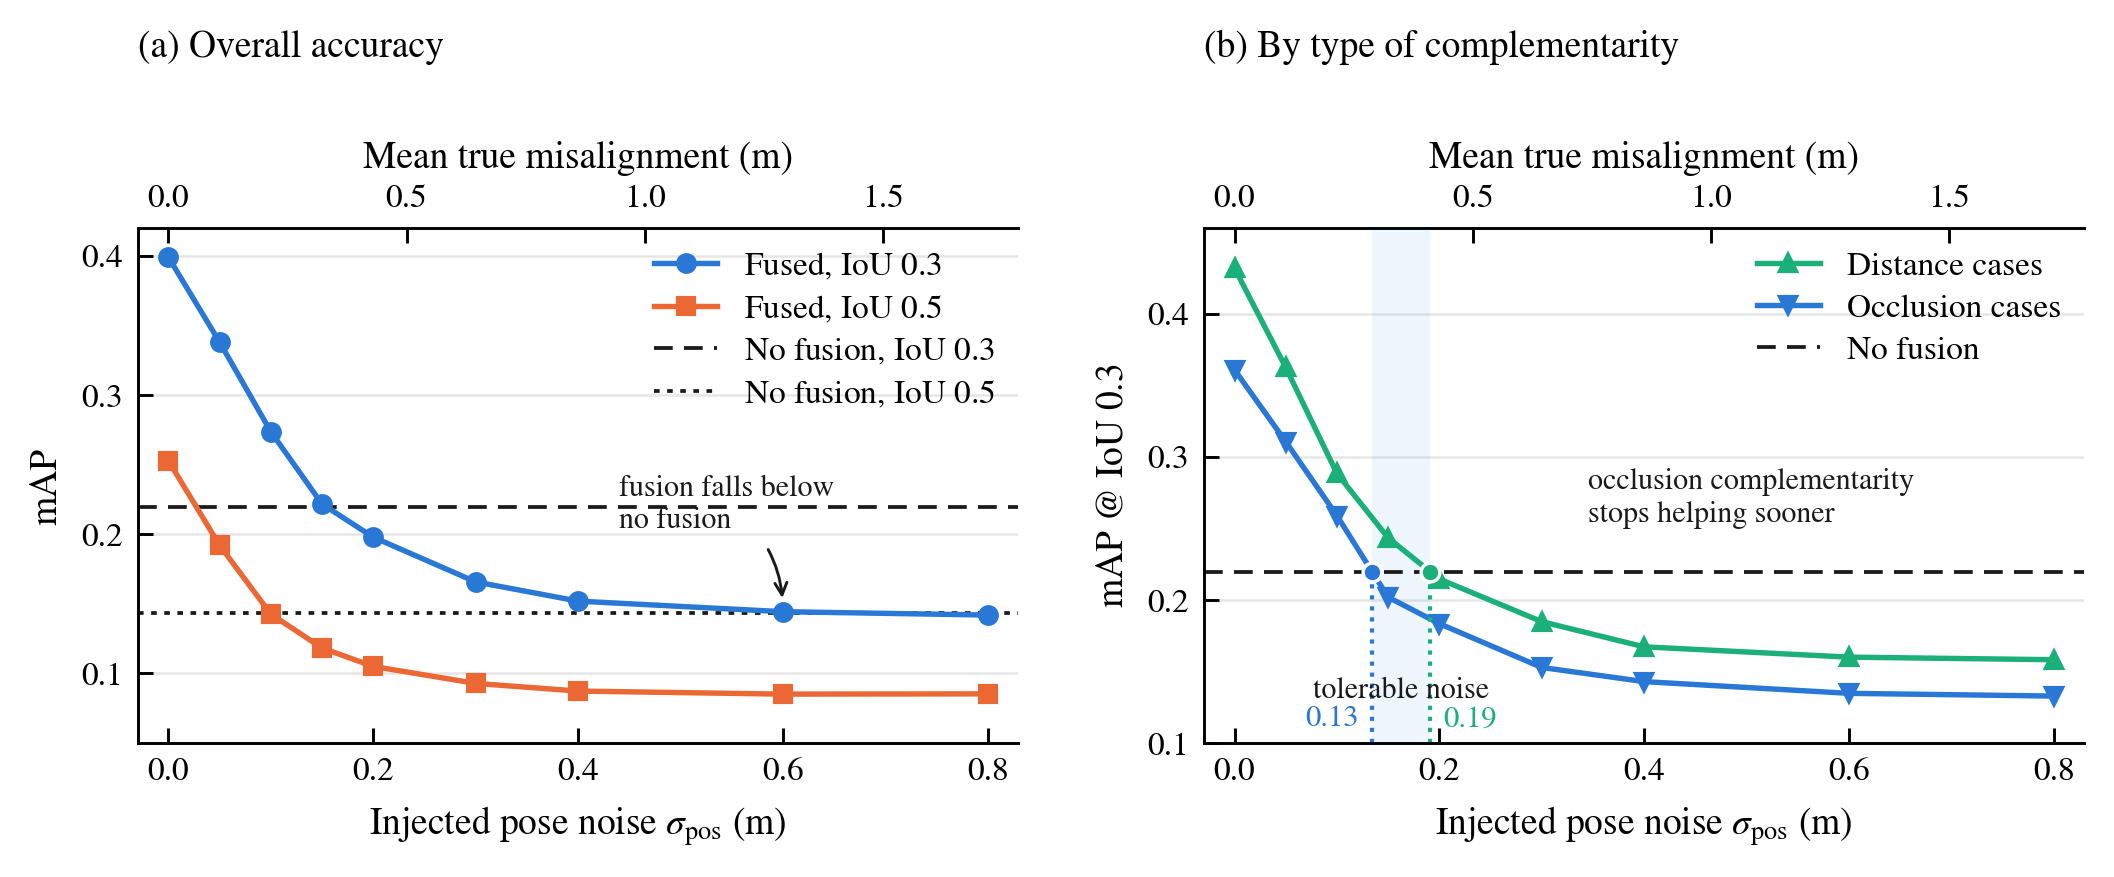 (a) Overall accuracy
Mean true misalignment (m)
0.0 0.5 1.0 1.5
0.4
0.3
0.2
0.1
mAP
Fused, IoU 0.3
Fused, IoU 0.5
No fusion, IoU 0.3
No fusion, IoU 0.5
fusion falls below
no fusion
0.0 0.2 0.4 0.6 0.8
Injected pose noise σpos (m)
(b) By type of complementarity
Mean true misalignment (m)
0.0 0.5 1.0 1.5
0.4
0.3
0.2
0.1
mAP @ IoU 0.3
Distance cases
Occlusion cases
No fusion
occlusion complementarity
stops helping sooner
tolerable noise
0.13 0.19
0.0 0.2 0.4 0.6 0.8
Injected pose noise σpos (m)